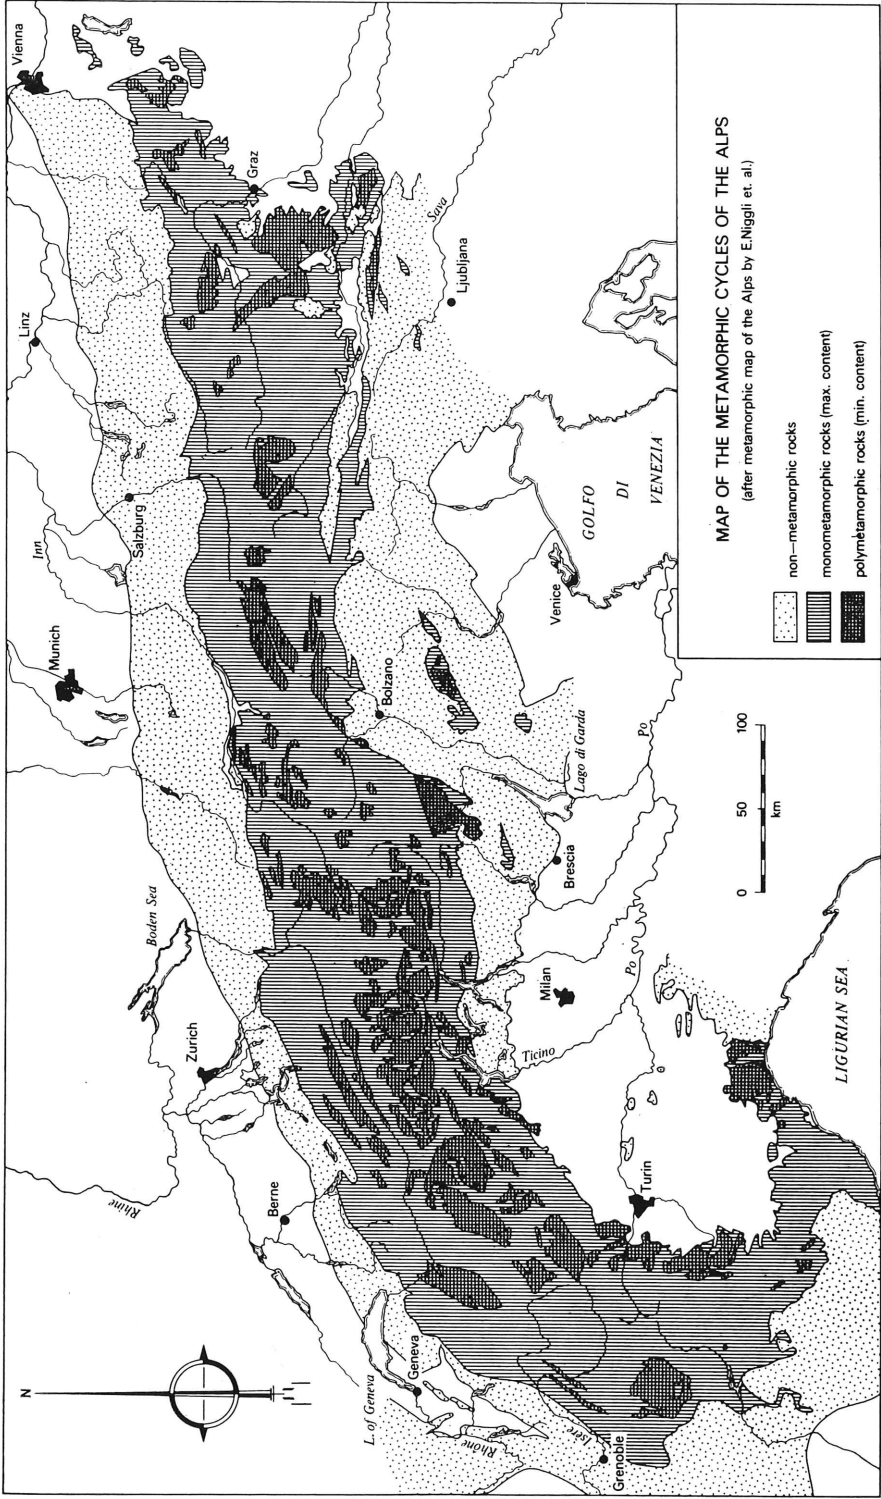 Vienna
Linz
Graz
Sava
Ljubljana
Salzburg
Inn
Munich
Bolzano
Venice
GOLFO
DI
VENEZIA
Lago di Garda
Po
Brescia
Boden Sea
Zurich
Milan
Po
Ticino
Rhine
Berne
Turin
LIGURIAN SEA
N
L. of Geneva
Geneva
Rhône
Isère
Grenoble
0 50 100
km
MAP OF THE METAMORPHIC CYCLES OF THE ALPS
(after metamorphic map of the Alps by E.Niggli et. al.)
non–metamorphic rocks
monometamorphic rocks (max. content)
polymetamorphic rocks (min. content)